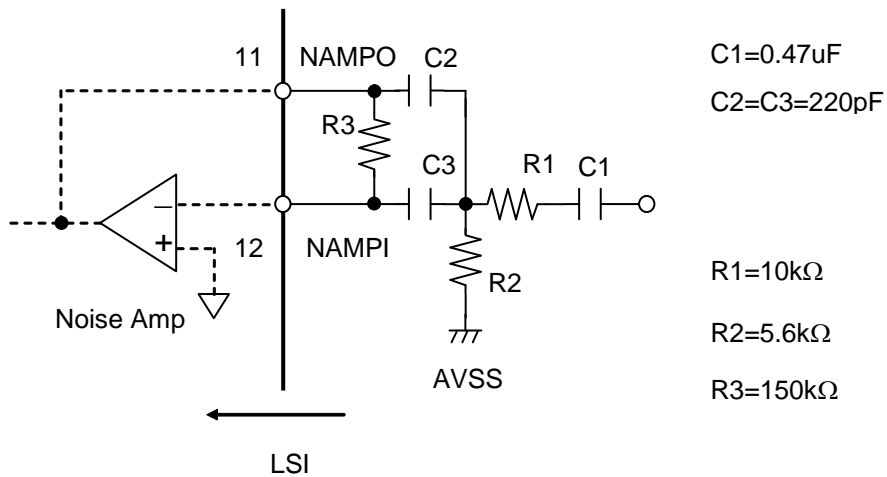 11
NAMPO
C2
C1=0.47uF
C2=C3=220pF
R3
C3
R1
C1
−
+
12
NAMPI
R2
R1=10kΩ
Noise Amp
R2=5.6kΩ
AVSS
R3=150kΩ
LSI